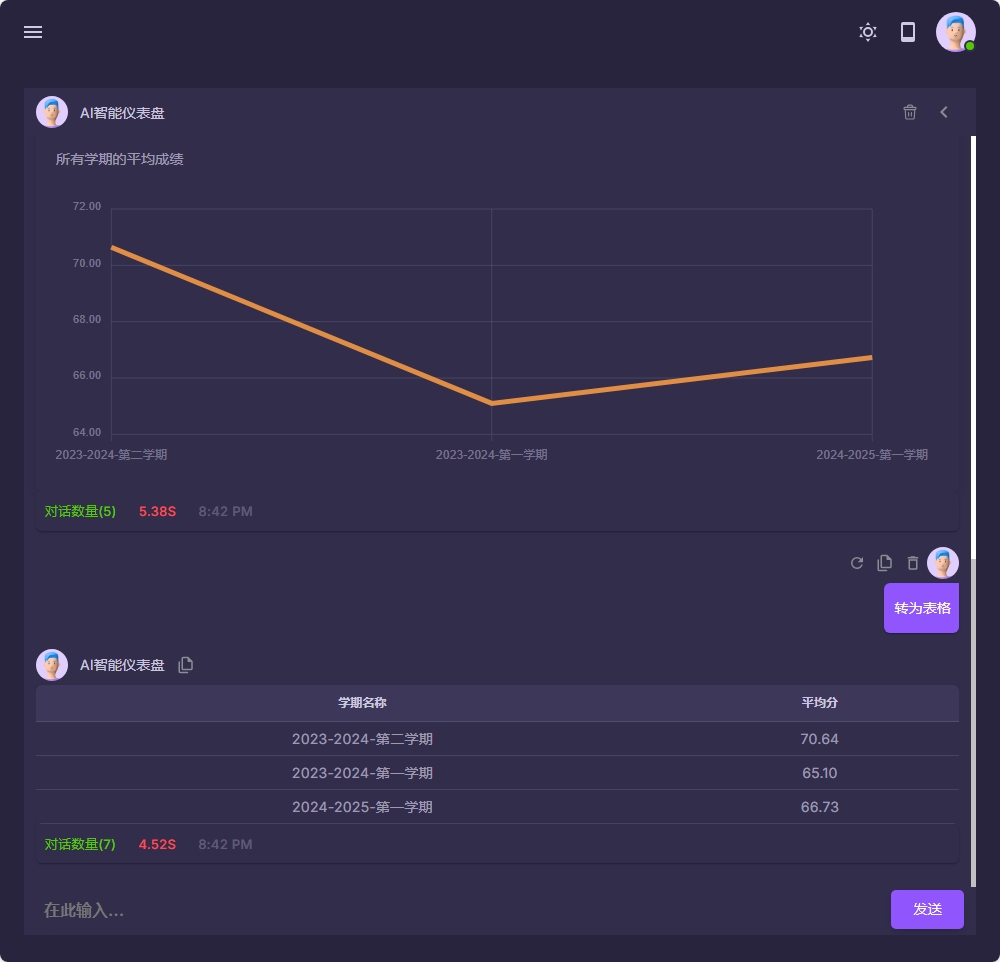 AI智能仪表盘
所有学期的平均成绩
72.00
70.00
68.00
66.00
64.00
2023-2024-第二学期 2023-2024-第一学期 2024-2025-第一学期
对话数量(5) 5.38S 8:42 PM
转为表格
AI智能仪表盘
学期名称 平均分
2023-2024-第二学期 70.64
2023-2024-第一学期 65.10
2024-2025-第一学期 66.73
对话数量(7) 4.52S 8:42 PM
在此输入... 发送